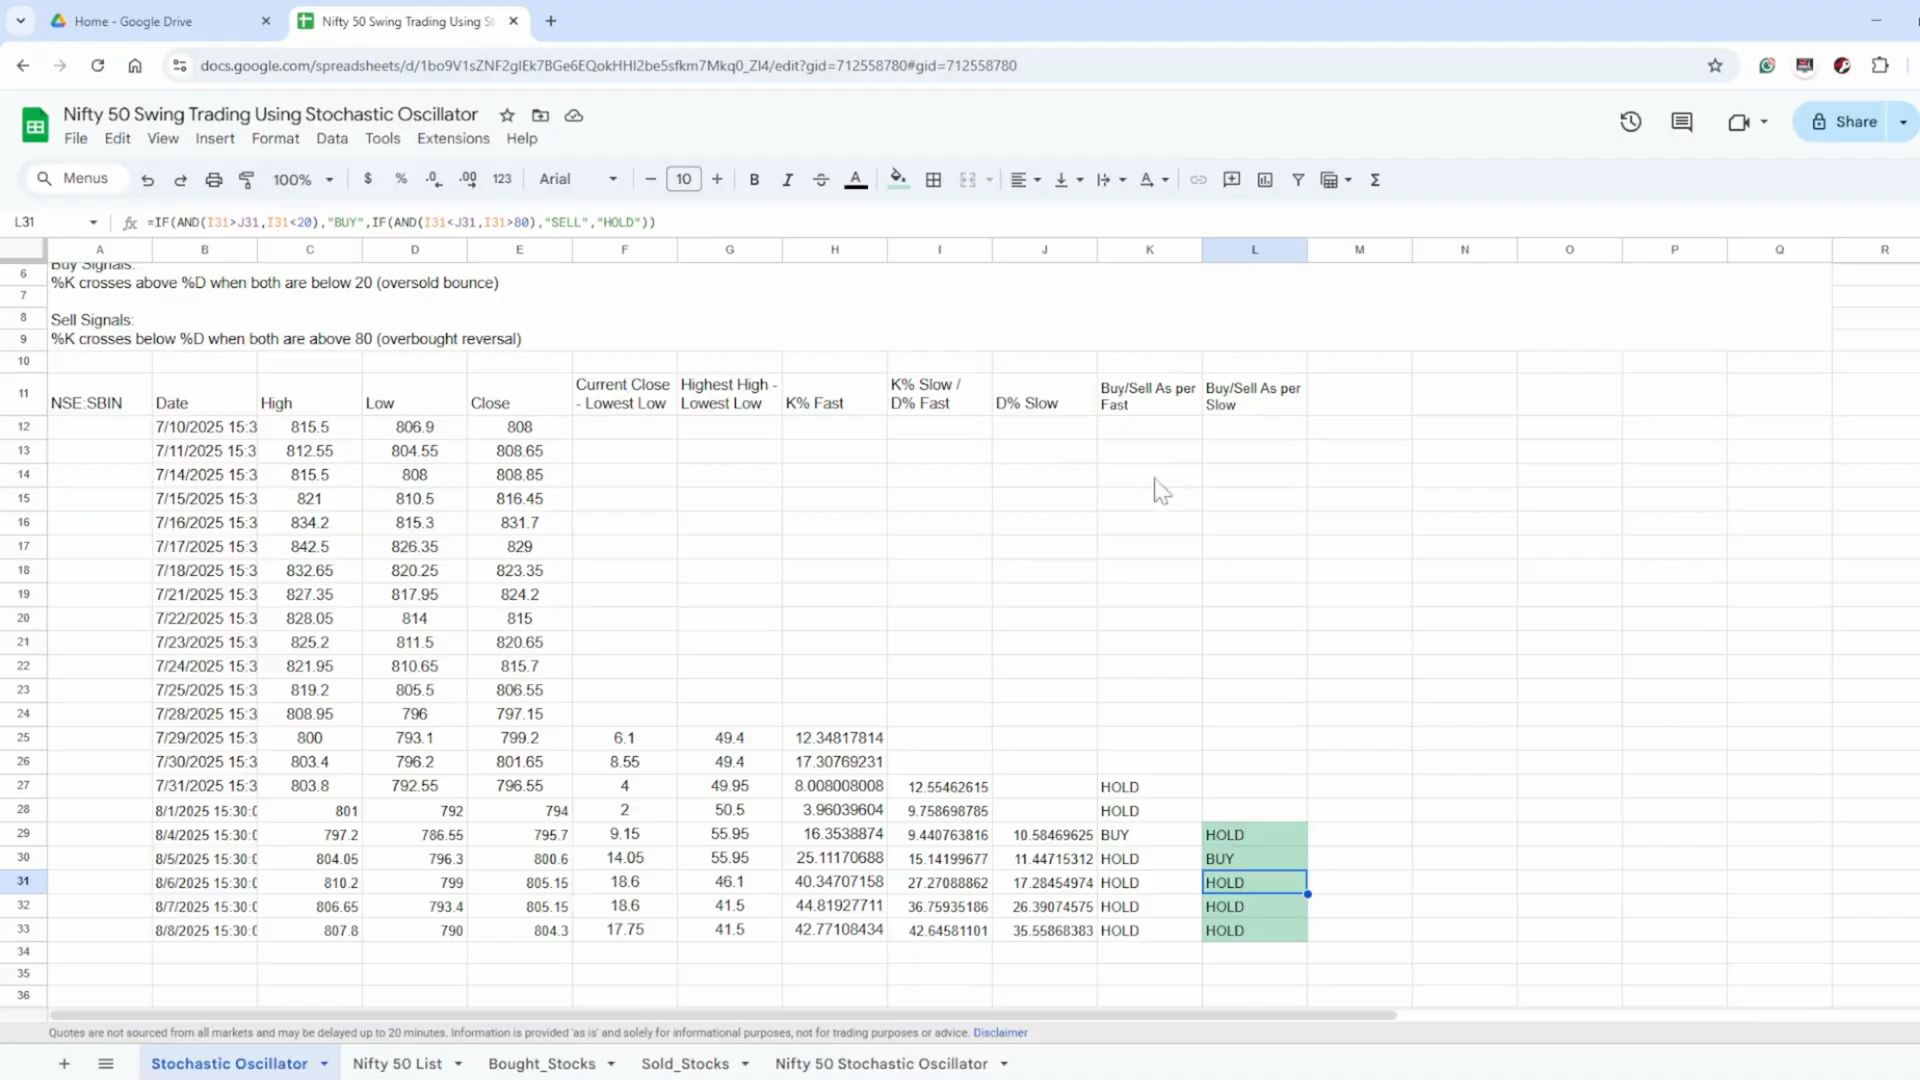 Home - Google Drive
Nifty 50 Swing Trading Using St
docs.google.com/spreadsheets/d/1bo9V1sZNF2glEk7BGe6EQokHHl2be5sfkm7Mkq0_Zl4/edit?gid=712558780#gid=712558780
Nifty 50 Swing Trading Using Stochastic Oscillator
File Edit View Insert Format Data Tools Extensions Help
Share
Menus 100% $ % .0 .00 123 Arial 10 B I A
L31 fx =IF(AND(I31>J31,I31<20),"BUY",IF(AND(I31<J31,I31>80),"SELL","HOLD"))
A B C D E F G H I J K L M N O P Q R
6 Buy Signals:
7 %K crosses above %D when both are below 20 (oversold bounce)
8 Sell Signals:
9 %K crosses below %D when both are above 80 (overbought reversal)
10
11 NSE:SBIN Date High Low Close Current Close - Lowest Low Highest High - Lowest Low K% Fast K% Slow / D% Fast D% Slow Buy/Sell As per Fast Buy/Sell As per Slow
12 7/10/2025 15:3 815.5 806.9 808
13 7/11/2025 15:3 812.55 804.55 808.65
14 7/14/2025 15:3 815.5 808 808.85
15 7/15/2025 15:3 821 810.5 816.45
16 7/16/2025 15:3 834.2 815.3 831.7
17 7/17/2025 15:3 842.5 826.35 829
18 7/18/2025 15:3 832.65 820.25 823.35
19 7/21/2025 15:3 827.35 817.95 824.2
20 7/22/2025 15:3 828.05 814 815
21 7/23/2025 15:3 825.2 811.5 820.65
22 7/24/2025 15:3 821.95 810.65 815.7
23 7/25/2025 15:3 819.2 805.5 806.55
24 7/28/2025 15:3 808.95 796 797.15
25 7/29/2025 15:3 800 793.1 799.2 6.1 49.4 12.34817814
26 7/30/2025 15:3 803.4 796.2 801.65 8.55 49.4 17.30769231
27 7/31/2025 15:3 803.8 792.55 796.55 4 49.95 8.008008008 12.55462615 HOLD
28 8/1/2025 15:30:0 801 792 794 2 50.5 3.96039604 9.758698785 HOLD
29 8/4/2025 15:30:0 797.2 786.55 795.7 9.15 55.95 16.3538874 9.440763816 10.58469625 BUY HOLD
30 8/5/2025 15:30:0 804.05 796.3 800.6 14.05 55.95 25.11170688 15.14199677 11.44715312 HOLD BUY
31 8/6/2025 15:30:0 810.2 799 805.15 18.6 46.1 40.34707158 27.27088862 17.28454974 HOLD HOLD
32 8/7/2025 15:30:0 806.65 793.4 805.15 18.6 41.5 44.81927711 36.75935186 26.39074575 HOLD HOLD
33 8/8/2025 15:30:0 807.8 790 804.3 17.75 41.5 42.77108434 42.64581101 35.55868383 HOLD HOLD
34
35
36
Quotes are not sourced from all markets and may be delayed up to 20 minutes. Information is provided 'as is' and solely for informational purposes, not for trading purposes or advice. Disclaimer
Stochastic Oscillator Nifty 50 List Bought_Stocks Sold_Stocks Nifty 50 Stochastic Oscillator